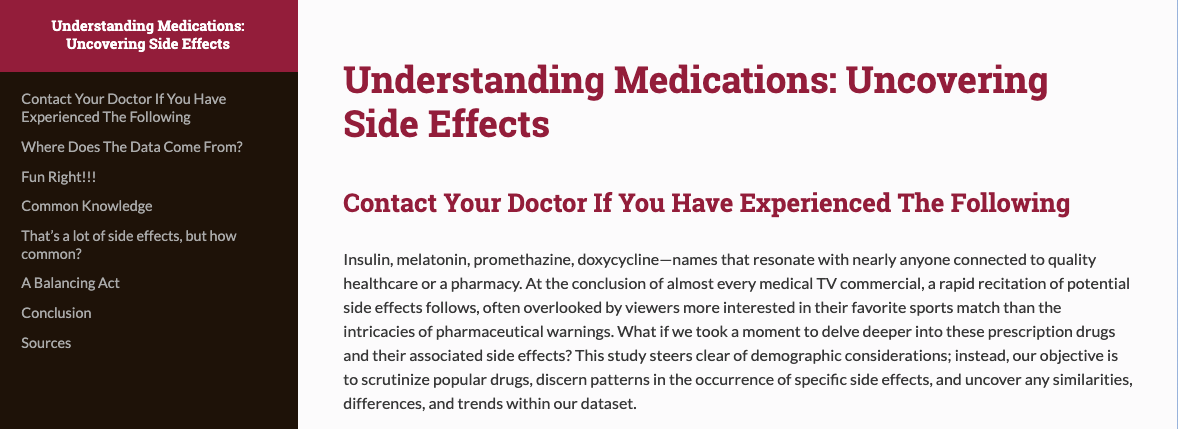 Understanding Medications:
Uncovering Side Effects
Contact Your Doctor If You Have
Experienced The Following
Where Does The Data Come From?
Fun Right!!!
Common Knowledge
That's a lot of side effects, but how
common?
A Balancing Act
Conclusion
Sources
Understanding Medications: Uncovering
Side Effects
Contact Your Doctor If You Have Experienced The Following
Insulin, melatonin, promethazine, doxycycline—names that resonate with nearly anyone connected to quality
healthcare or a pharmacy. At the conclusion of almost every medical TV commercial, a rapid recitation of potential
side effects follows, often overlooked by viewers more interested in their favorite sports match than the
intricacies of pharmaceutical warnings. What if we took a moment to delve deeper into these prescription drugs
and their associated side effects? This study steers clear of demographic considerations; instead, our objective is
to scrutinize popular drugs, discern patterns in the occurrence of specific side effects, and uncover any similarities,
differences, and trends within our dataset.